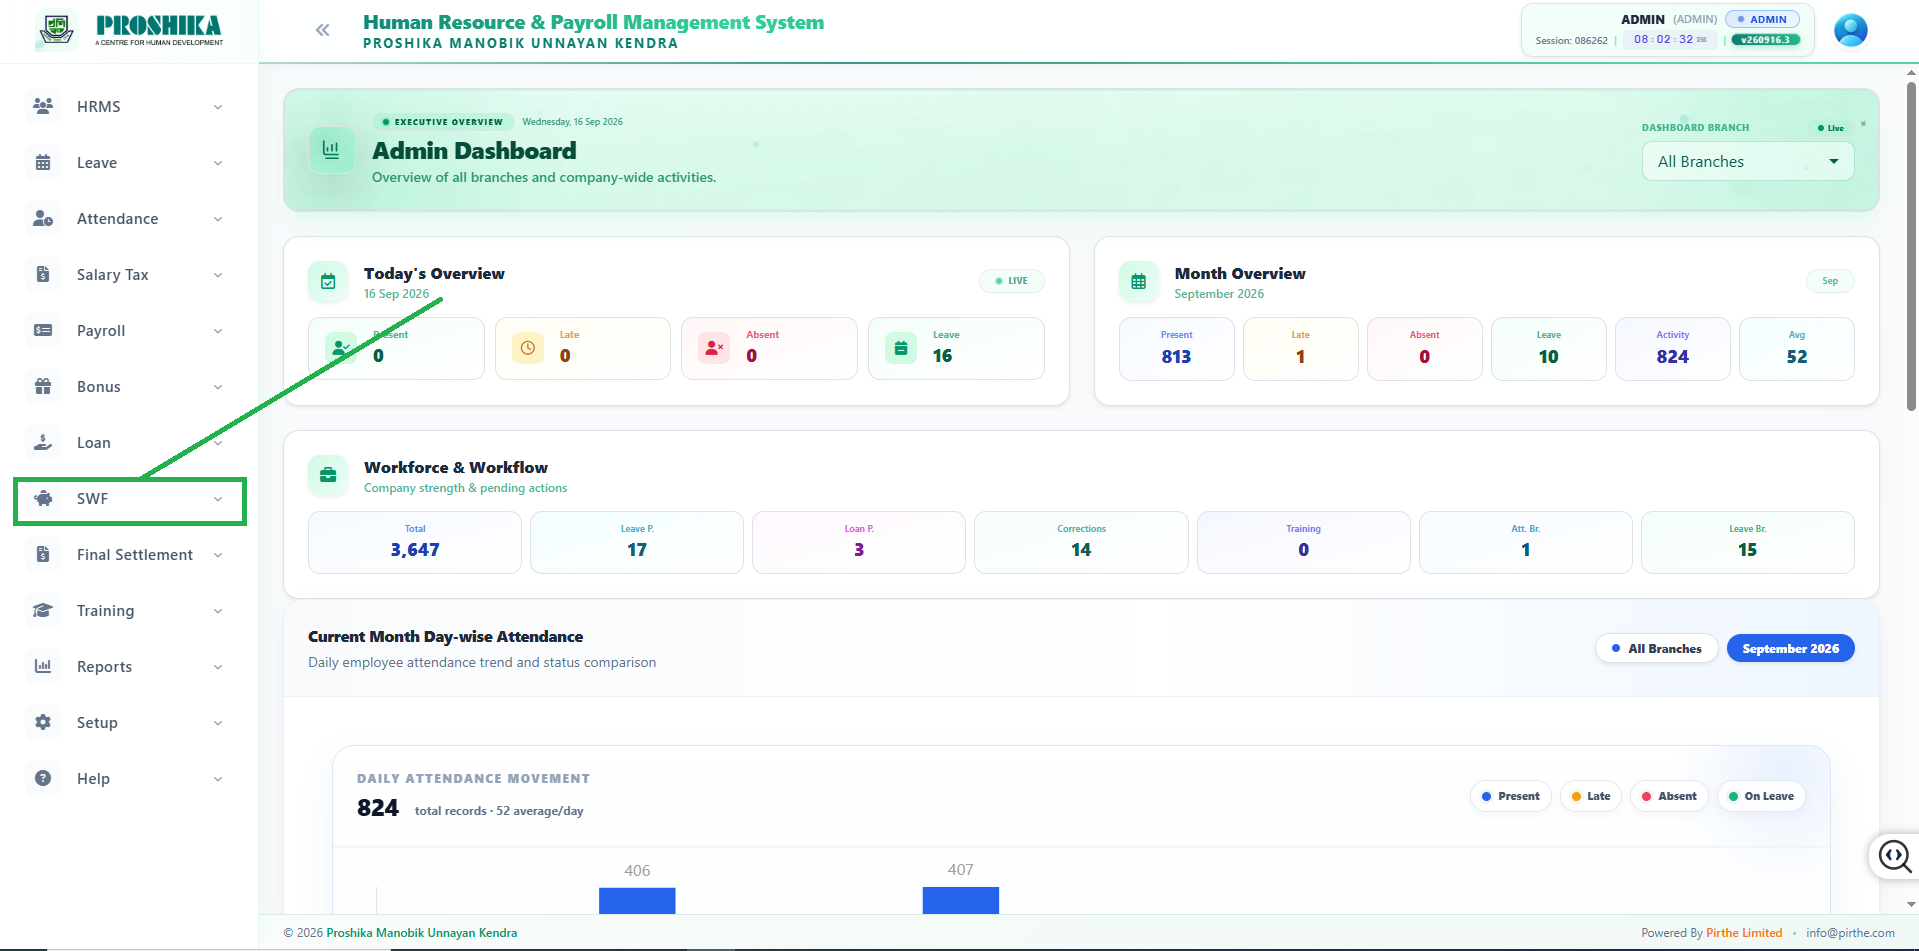 PROSHIKA
A CENTRE FOR HUMAN DEVELOPMENT
Human Resource & Payroll Management System
PROSHIKA MANOBIK UNNAYAN KENDRA
ADMIN (ADMIN) ADMIN
Session: 086262 | 08 : 02 : 32 PM | v260916.3
HRMS
Leave
Attendance
Salary Tax
Payroll
Bonus
Loan
SWF
Final Settlement
Training
Reports
Setup
Help
EXECUTIVE OVERVIEW Wednesday, 16 Sep 2026
Admin Dashboard
Overview of all branches and company-wide activities.
DASHBOARD BRANCH Live
All Branches
Today's Overview
16 Sep 2026
LIVE
Present Late Absent Leave
0 0 0 16
Month Overview
September 2026
Sep
Present Late Absent Leave Activity Avg
813 1 0 10 824 52
Workforce & Workflow
Company strength & pending actions
Total Leave P. Loan P. Corrections Training Att. Br. Leave Br.
3,647 17 3 14 0 1 15
Current Month Day-wise Attendance
Daily employee attendance trend and status comparison
All Branches September 2026
DAILY ATTENDANCE MOVEMENT
824 total records · 52 average/day
Present Late Absent On Leave
406 407
© 2026 Proshika Manobik Unnayan Kendra
Powered By Pirthe Limited • info@pirthe.com